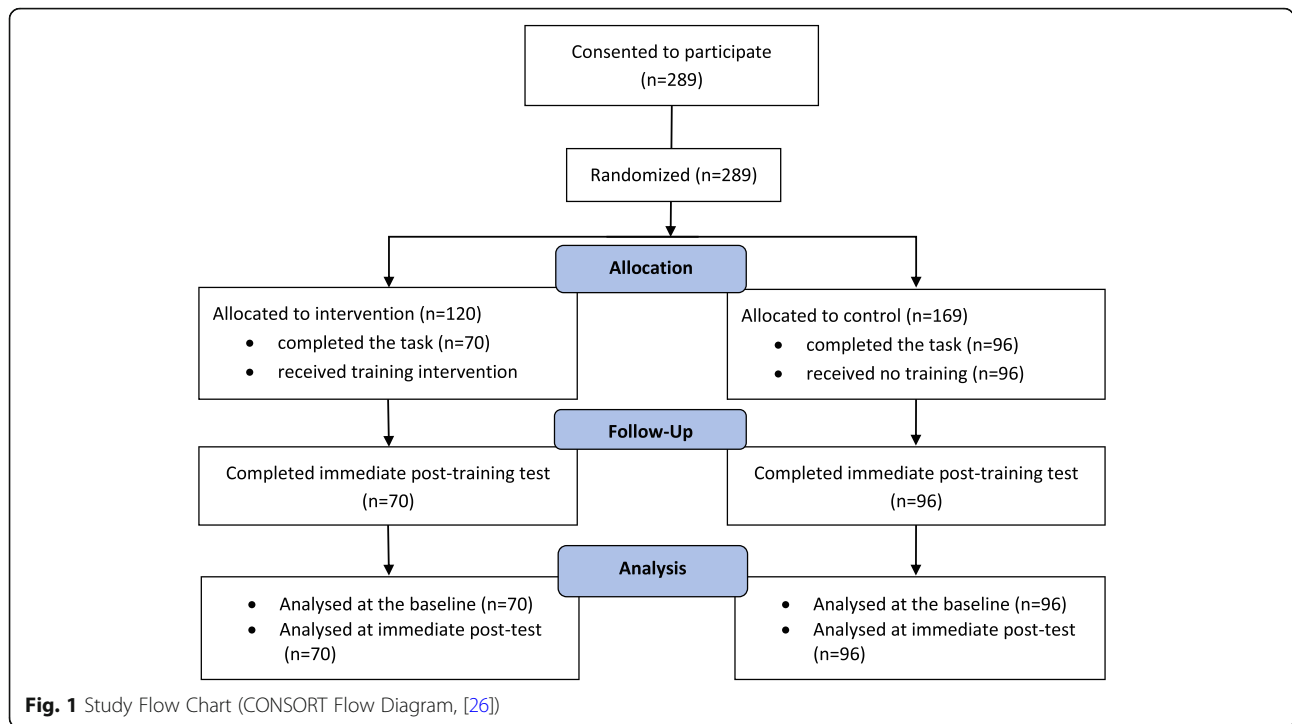 Consented to participate
(n=289)
Randomized (n=289)
Allocation
Allocated to intervention (n=120)
• completed the task (n=70)
• received training intervention
Allocated to control (n=169)
• completed the task (n=96)
• received no training (n=96)
Follow-Up
Completed immediate post-training test
(n=70)
Completed immediate post-training test
(n=96)
Analysis
• Analysed at the baseline (n=70)
• Analysed at immediate post-test
(n=70)
• Analysed at the baseline (n=96)
• Analysed at immediate post-test
(n=96)
Fig. 1 Study Flow Chart (CONSORT Flow Diagram, [26])